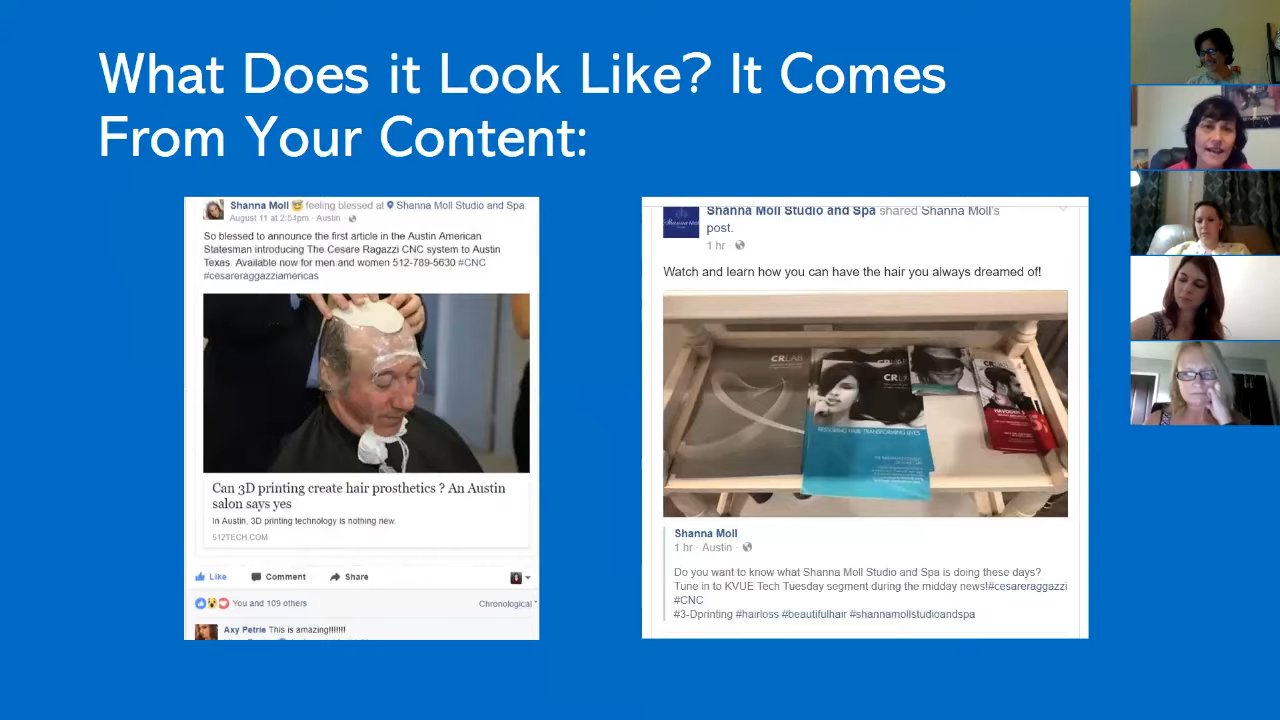 What Does it Look Like? It Comes
From Your Content:
Shanna Moll feeling blessed at Shanna Moll Studio and Spa.
August 11 at 2:54pm · Austin ·
So blessed to announce the first article in the Austin American
Statesman introducing The Cesare Ragazzi CNC system to Austin
Texas. Available now for men and women 512-789-5630 #CNC
#cesareraggazziamericas
Can 3D printing create hair prosthetics ? An Austin
salon says yes
In Austin, 3D printing technology is nothing new.
512TECH.COM
Like Comment Share
You and 109 others Chronological
Axy Petrie This is amazing!!!!!!!
Shanna Moll Studio and Spa shared Shanna Moll's
post.
1 hr ·
Watch and learn how you can have the hair you always dreamed of!
CRLAB
CRLAB
RESTORING HAIR, TRANSFORMING LIVES
Shanna Moll
1 hr · Austin ·
Do you want to know what Shanna Moll Studio and Spa is doing these days?
Tune in to KVUE Tech Tuesday segment during the midday news!#cesareragazzi
#CNC
#3-Dprinting #hairloss #beautifulhair #shannamollstudioandspa